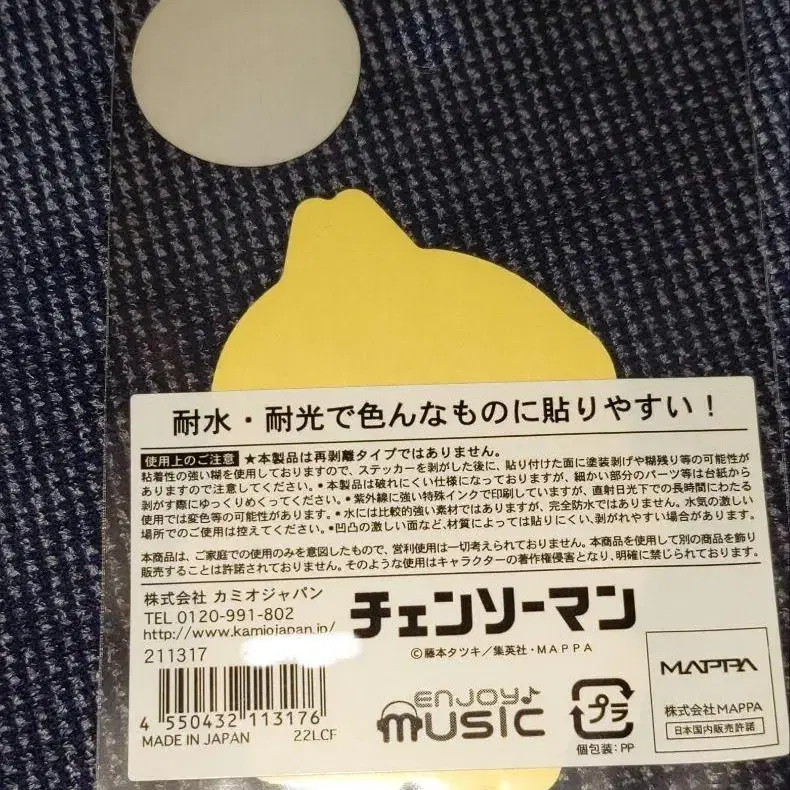 耐水・耐光で色んなものに貼りやすい！
使用上のご注意 ★本製品は再剥離タイプではありません。
粘着性の強い糊を使用しておりますので、ステッカーを剥がした後に、貼り付けた面に塗装剥げや糊残り等の可能性が
ありますので注意してください。●本製品は破れにくい仕様になっておりますが、細かい部分のパーツ等は台紙から
剥がす際にゆっくりめくってください。●紫外線に強い特殊インクで印刷していますが、直射日光下での長時間にわたる
使用では変色等の可能性があります。●水には比較的強い素材ではありますが、完全防水ではありません。水気の激しい
場所でのご使用は控えてください。●凹凸の激しい面など、材質によっては貼りにくい、剥がれやすい場合があります。
本商品は、ご家庭での使用のみを意図したもので、営利使用は一切考えられておりません。本商品を使用して別の商品を飾り
販売することは許諾されておりません。そのような使用はキャラクターの著作権侵害となり、明確に禁じられております。
株式会社 カミオジャパン
TEL 0120-991-802
http://www.kamiojapan.jp/
チェンソーマン
©藤本タツキ／集英社・MAPPA
211317
4 550432 113176
MADE IN JAPAN 22LCF
ENJOY♪
MUSIC
プラ
個包装：PP
MAPPA
株式会社MAPPA
日本国内販売許諾